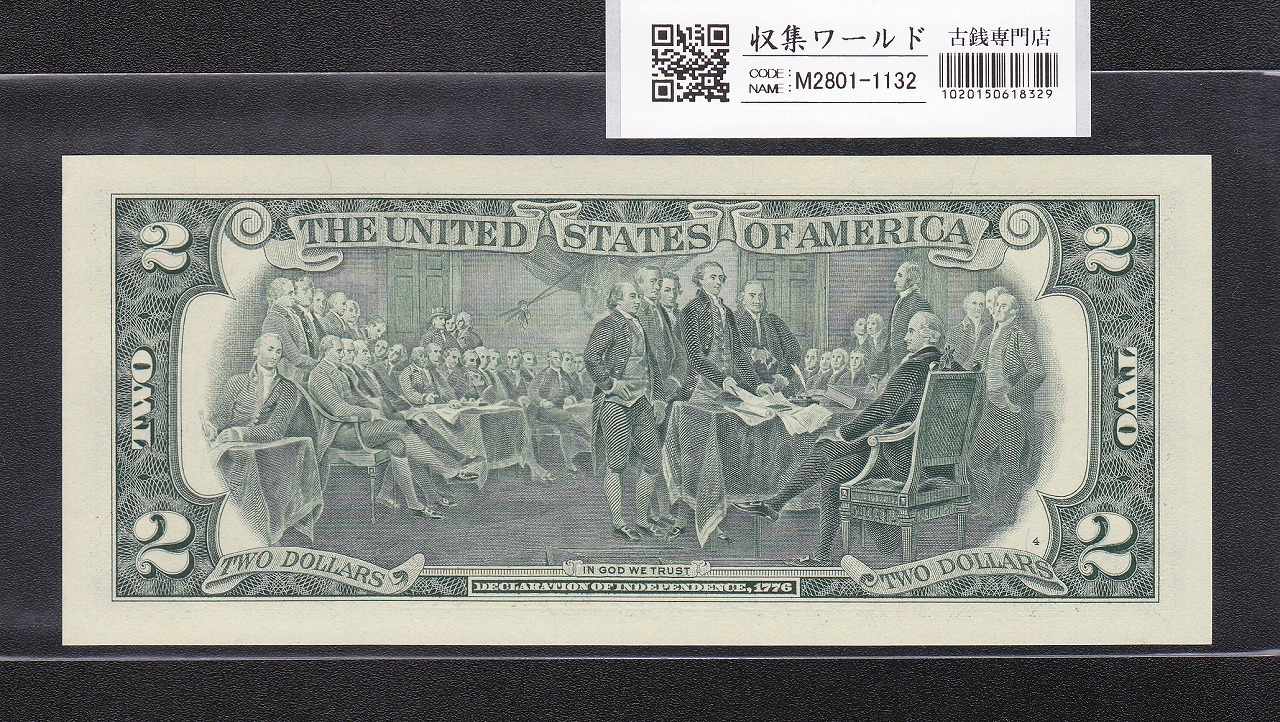 収集ワールド 古銭専門店
CODE:
NAME: M2801-1132
1020150618329
THE UNITED STATES OF AMERICA
2 2
TWO TWO
2 2
4
TWO DOLLARS TWO DOLLARS
IN GOD WE TRUST
DECLARATION OF INDEPENDENCE, 1776